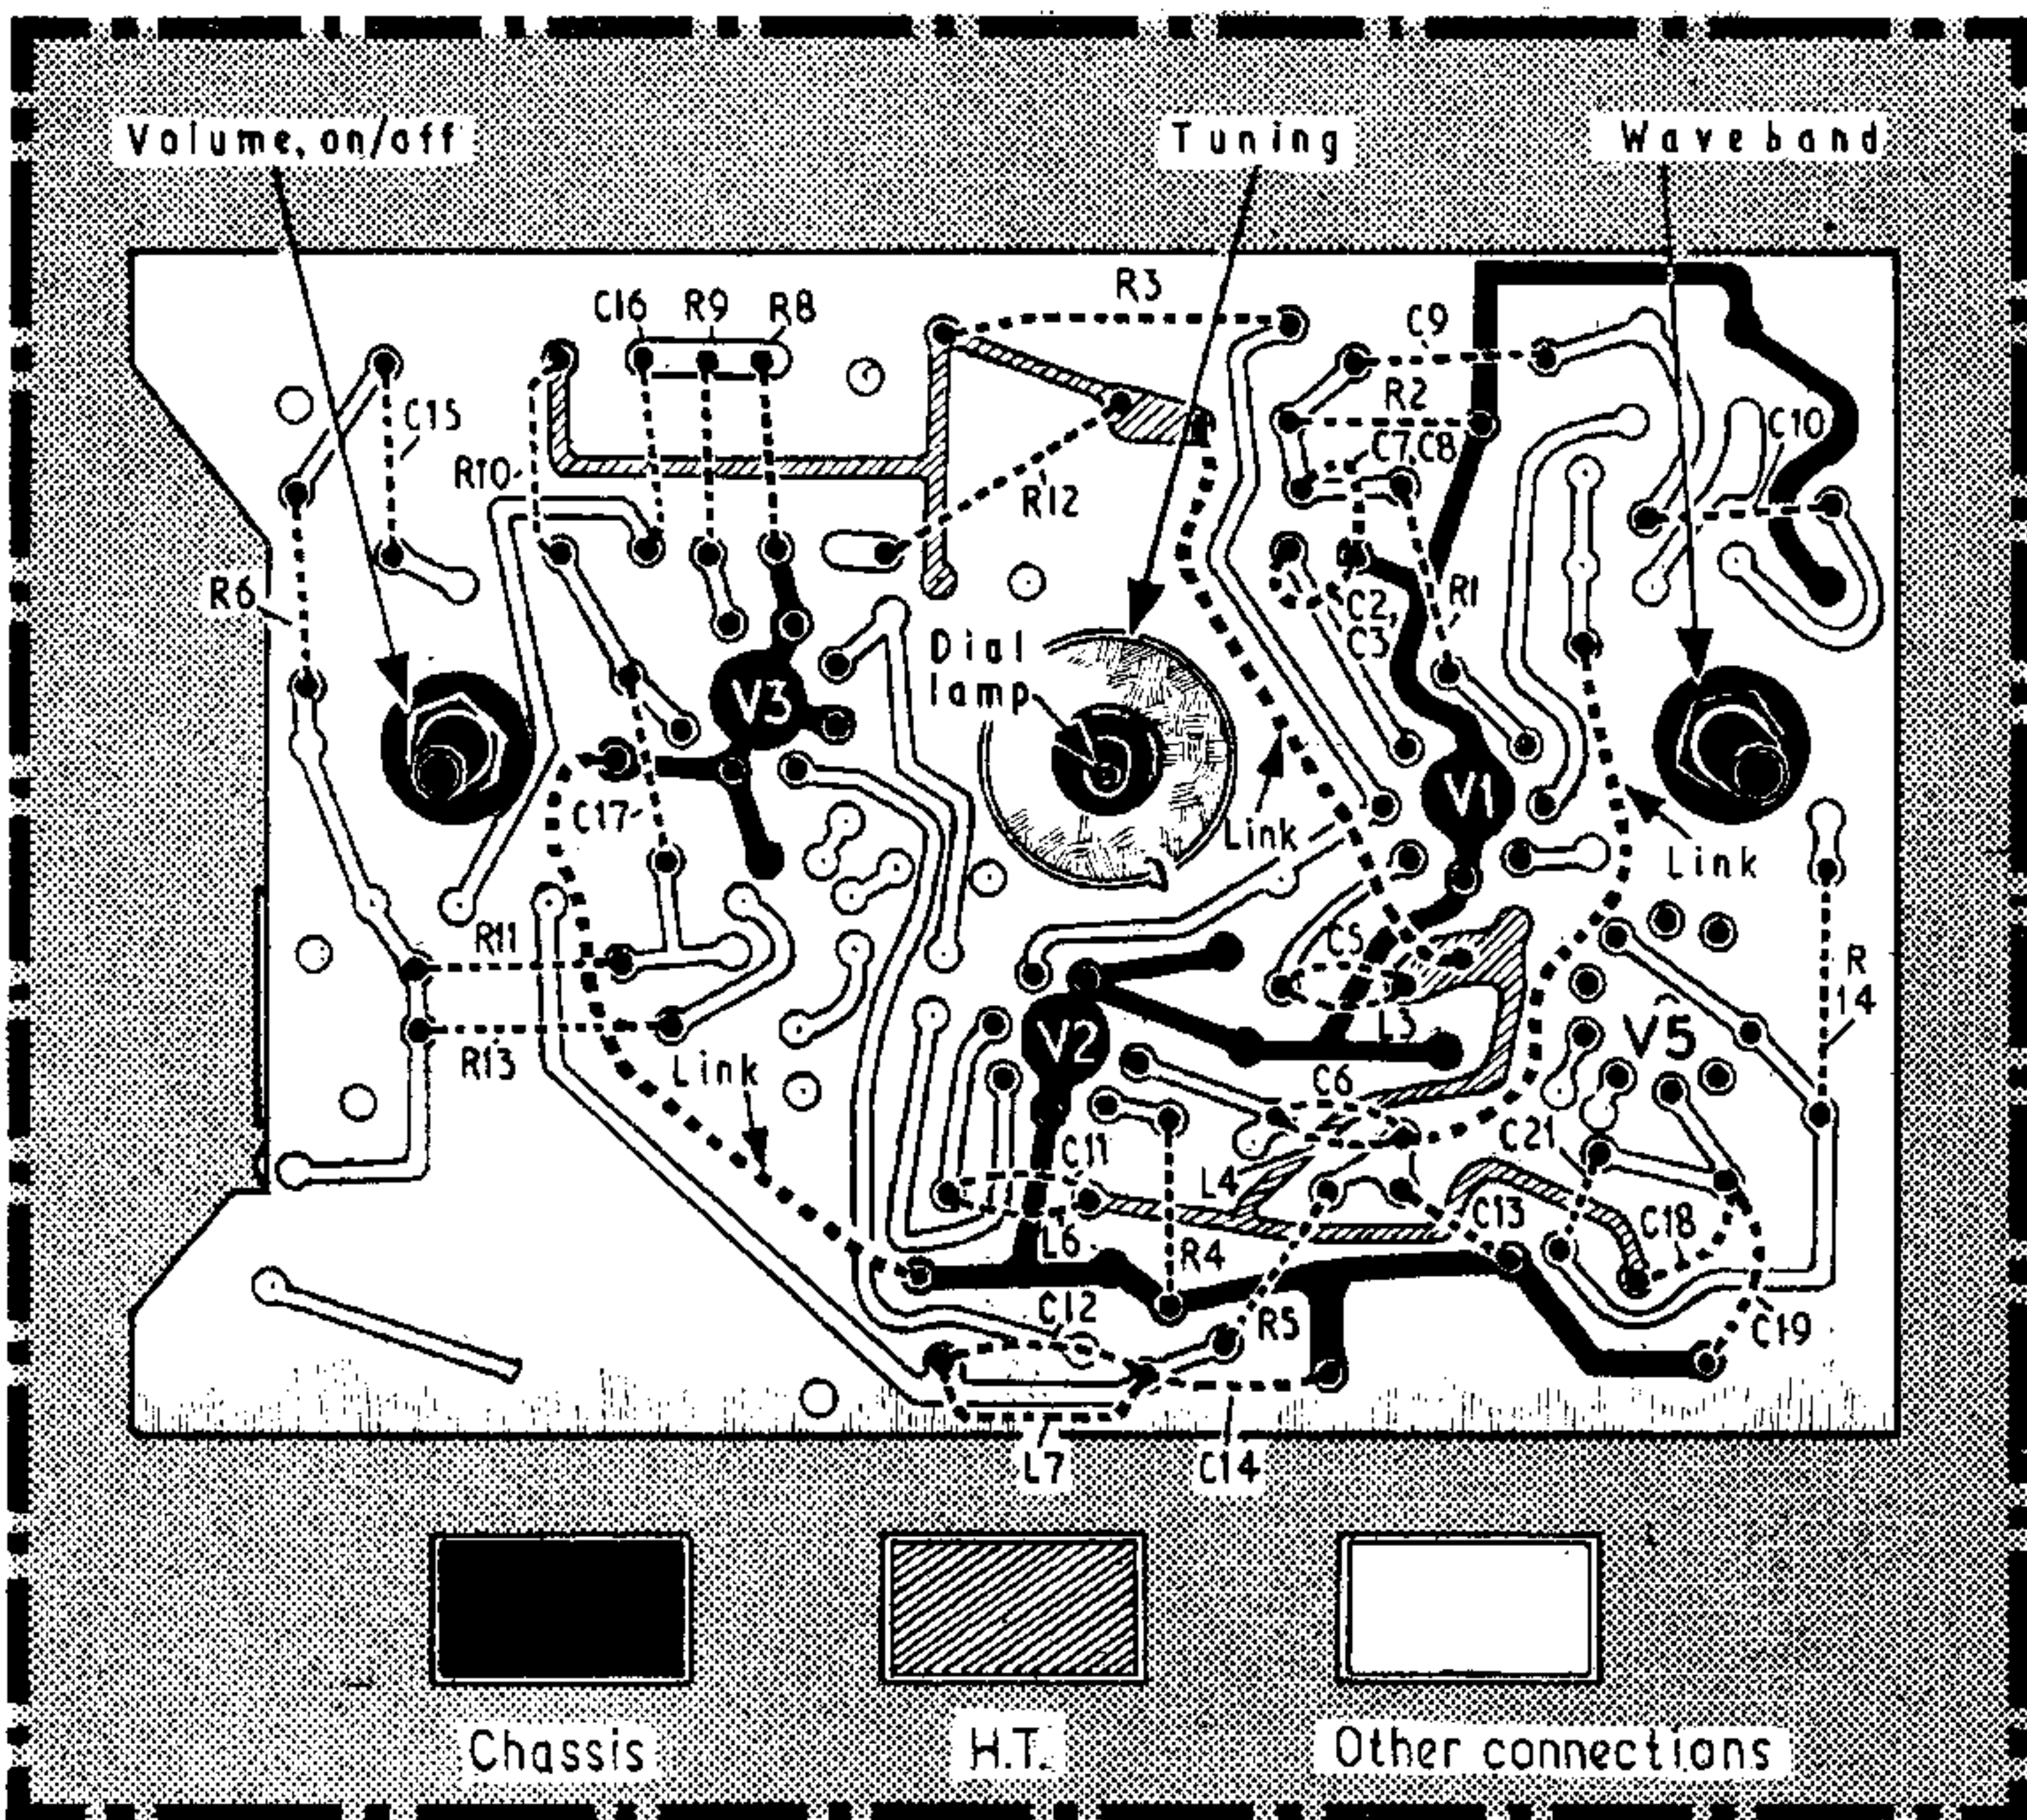 Volume, on/off
Tuning
Waveband
R3
C16 R9 R8
C9
R2
C15
C10
R10
C7, C8
R12
R6
C2,
C3
R1
Dial
lamp
V3
V1
C17
Link
Link
R11
C5
R
14
L3
V2
V5
R13
Link
C6
C21
C11
L4
C13
C18
L6
R4
C12
R5
C19
L7
C14
Chassis
H.T.
Other connections